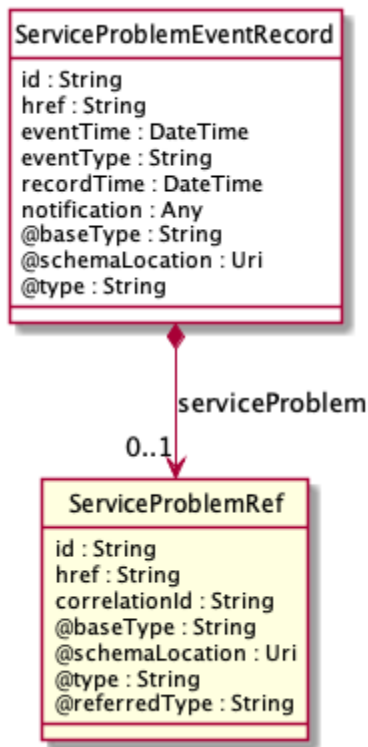 ServiceProblemEventRecord
id : String
href : String
eventTime : DateTime
eventType : String
recordTime : DateTime
notification : Any
@baseType : String
@schemaLocation : Uri
@type : String
serviceProblem
0..1
ServiceProblemRef
id : String
href : String
correlationId : String
@baseType : String
@schemaLocation : Uri
@type : String
@referredType : String